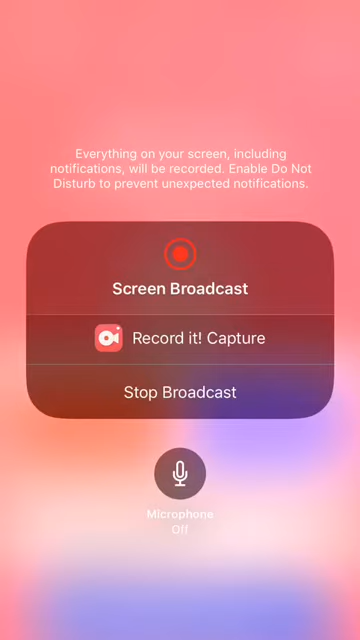 Everything on your screen, including
notifications, will be recorded. Enable Do Not
Disturb to prevent unexpected notifications.
Screen Broadcast
Record it! Capture
Stop Broadcast
Microphone
Off